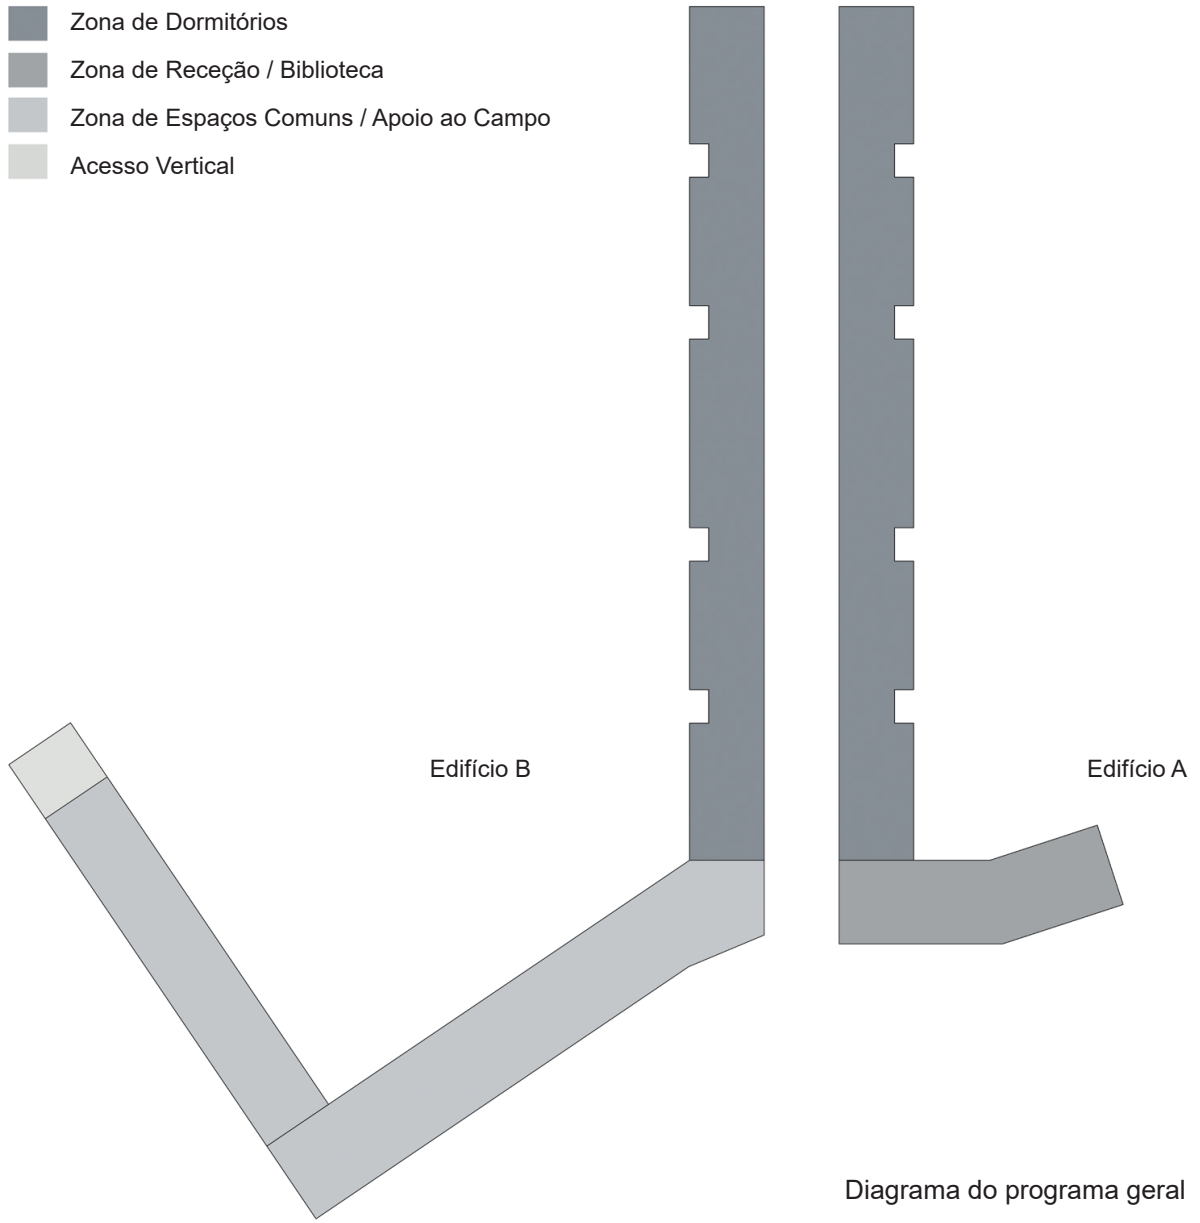 Zona de Dormitórios
Zona de Receção / Biblioteca
Zona de Espaços Comuns / Apoio ao Campo
Acesso Vertical
Edifício B
Edifício A
Diagrama do programa geral